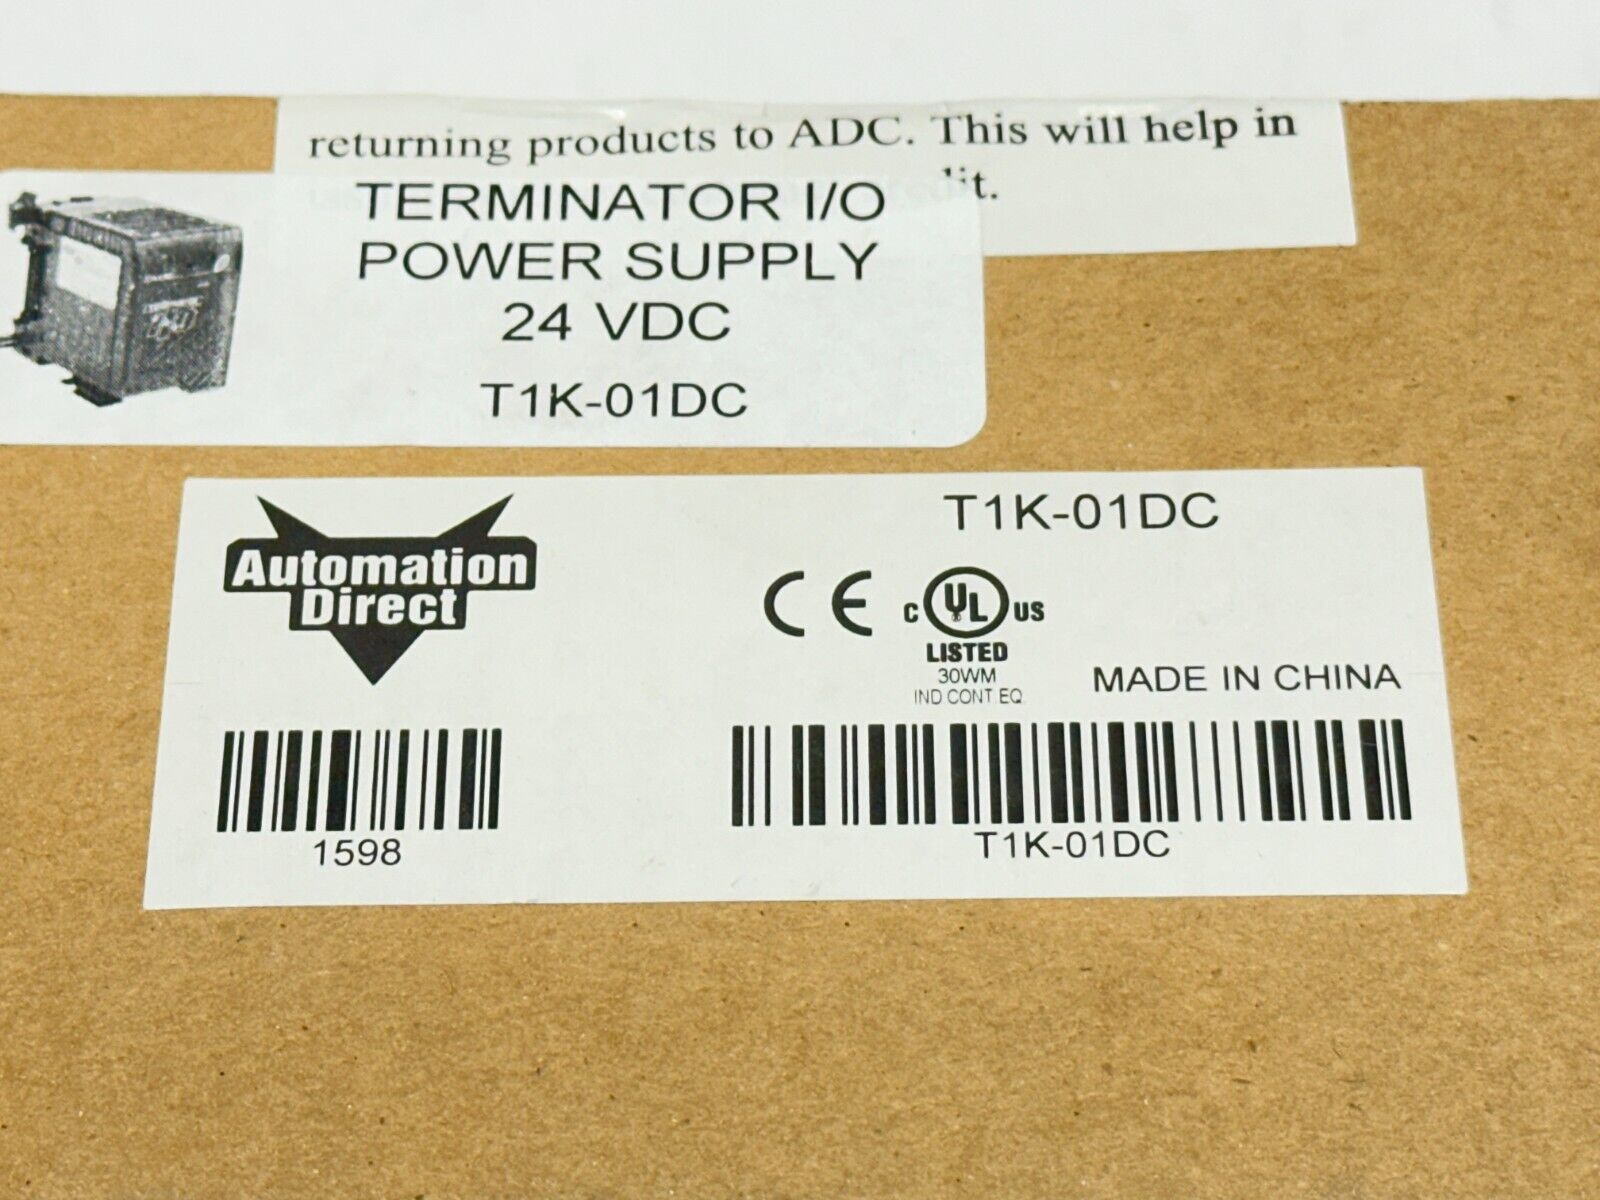 returning products to ADC. This will help in
TERMINATOR I/O
POWER SUPPLY
24 VDC
T1K-01DC
Automation
Direct
T1K-01DC
CE
C UL US
LISTED
30WM
IND CONT EQ.
MADE IN CHINA
1598
T1K-01DC